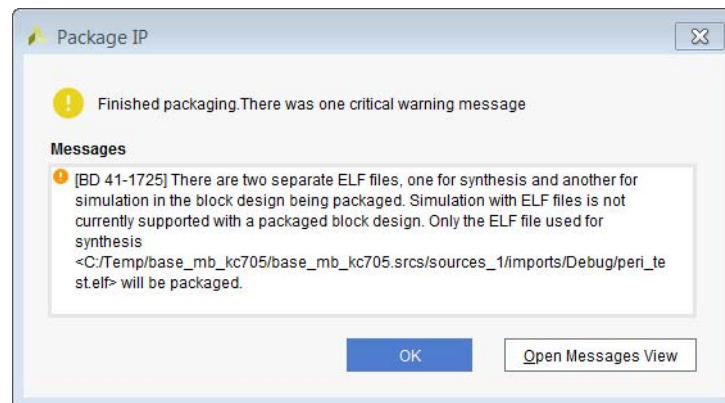 Package IP
Finished packaging.There was one critical warning message
Messages
[BD 41-1725] There are two separate ELF files, one for synthesis and another for
simulation in the block design being packaged. Simulation with ELF files is not
currently supported with a packaged block design. Only the ELF file used for
synthesis
<C:/Temp/base_mb_kc705/base_mb_kc705.srcs/sources_1/imports/Debug/peri_te
st.elf> will be packaged.
OK
Open Messages View